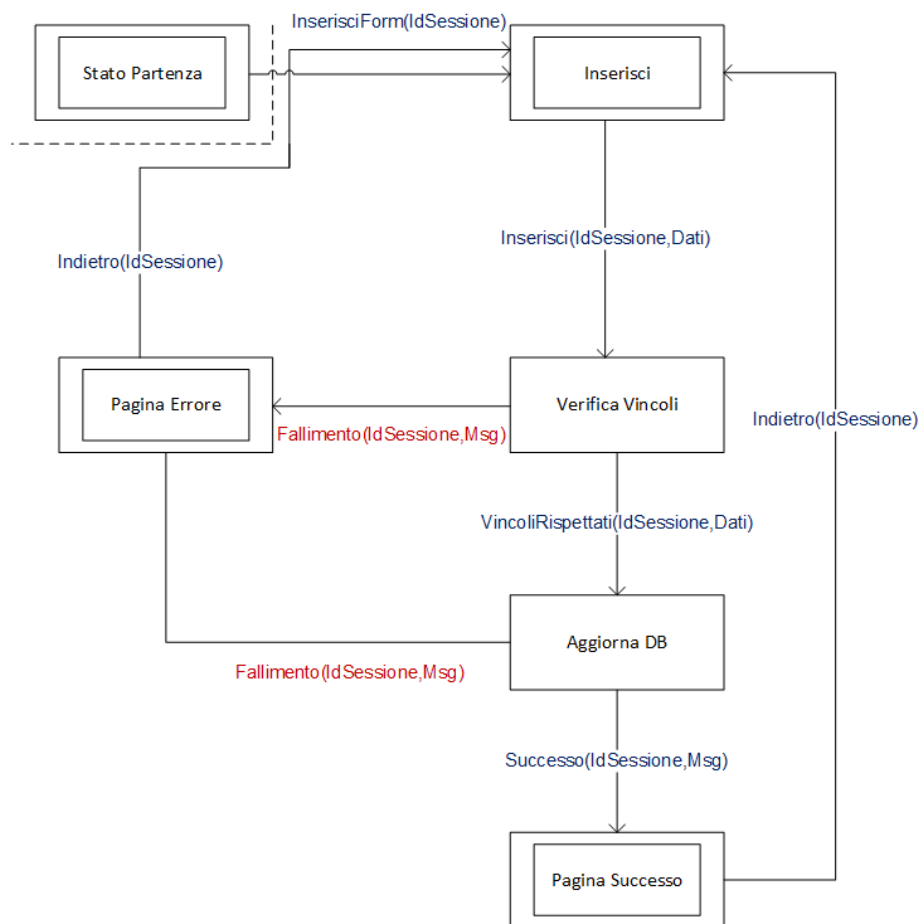 InserisciForm(IdSessione)
Stato Partenza
Inserisci
Inserisci(IdSessione,Dati)
Indietro(IdSessione)
Pagina Errore
Verifica Vincoli
Indietro(IdSessione)
Fallimento(IdSessione,Msg)
VincoliRispettati(IdSessione,Dati)
Aggiorna DB
Fallimento(IdSessione,Msg)
Successo(IdSessione,Msg)
Pagina Successo